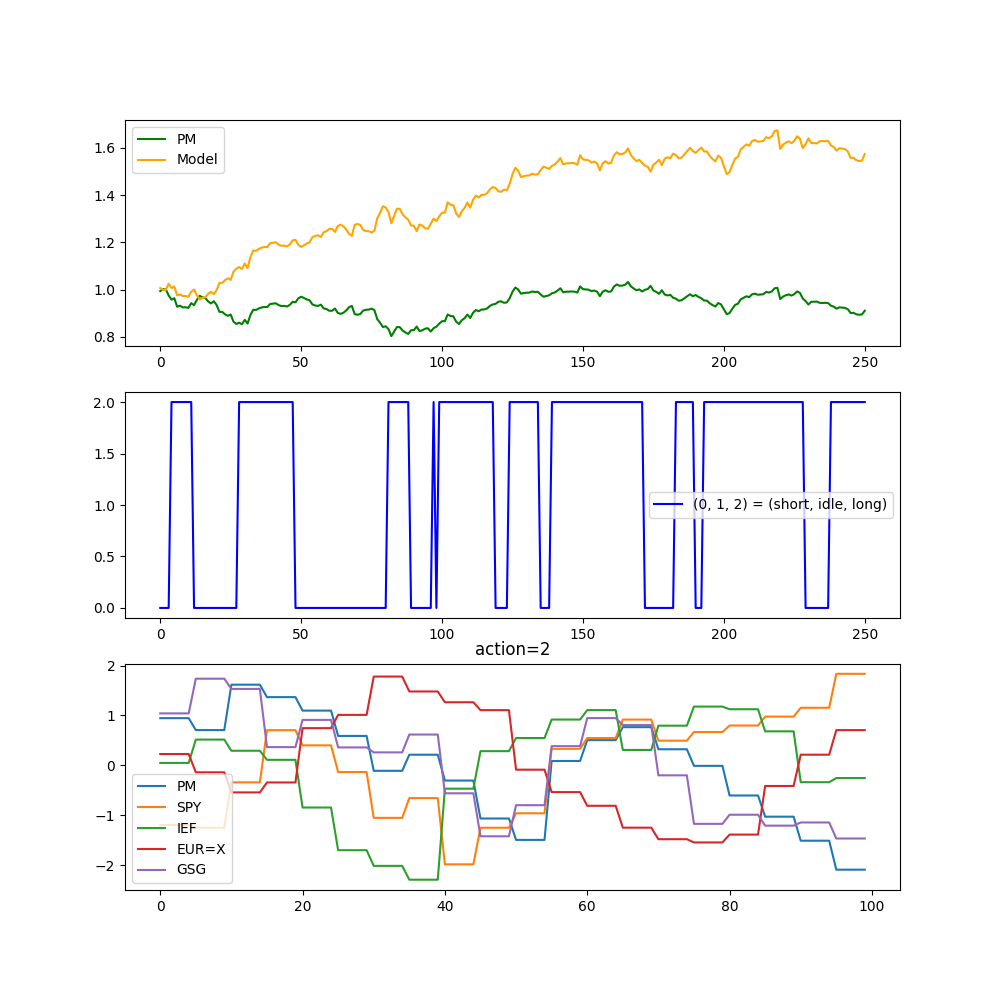 PM
Model
1.6
1.4
1.2
1.0
0.8
0 50 100 150 200 250
2.0
1.5
1.0
0.5
0.0
(0, 1, 2) = (short, idle, long)
0 50 100 150 200 250
action=2
2
1
0
−1
−2
PM
SPY
IEF
EUR=X
GSG
0 20 40 60 80 100